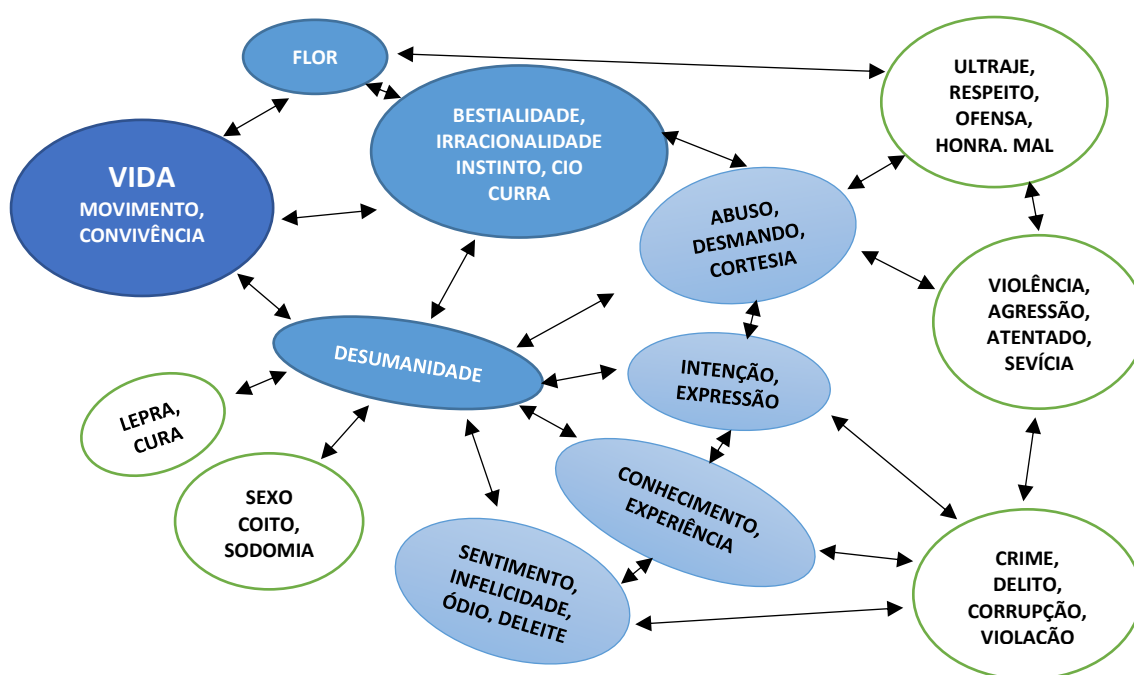 FLOR
BESTIALIDADE,
IRRACIONALIDADE
INSTINTO, CIO
CURRA
ULTRAJE,
RESPEITO,
OFENSA,
HONRA. MAL
VIDA
MOVIMENTO,
CONVIVÊNCIA
ABUSO,
DESMANDO,
CORTESIA
VIOLÊNCIA,
AGRESSÃO,
ATENTADO,
SEVÍCIA
DESUMANIDADE
INTENÇÃO,
EXPRESSÃO
LEPRA,
CURA
SEXO
COITO,
SODOMIA
CONHECIMENTO,
EXPERIÊNCIA
SENTIMENTO,
INFELICIDADE,
ÓDIO, DELEITE
CRIME,
DELITO,
CORRUPÇÃO,
VIOLAÇÃO